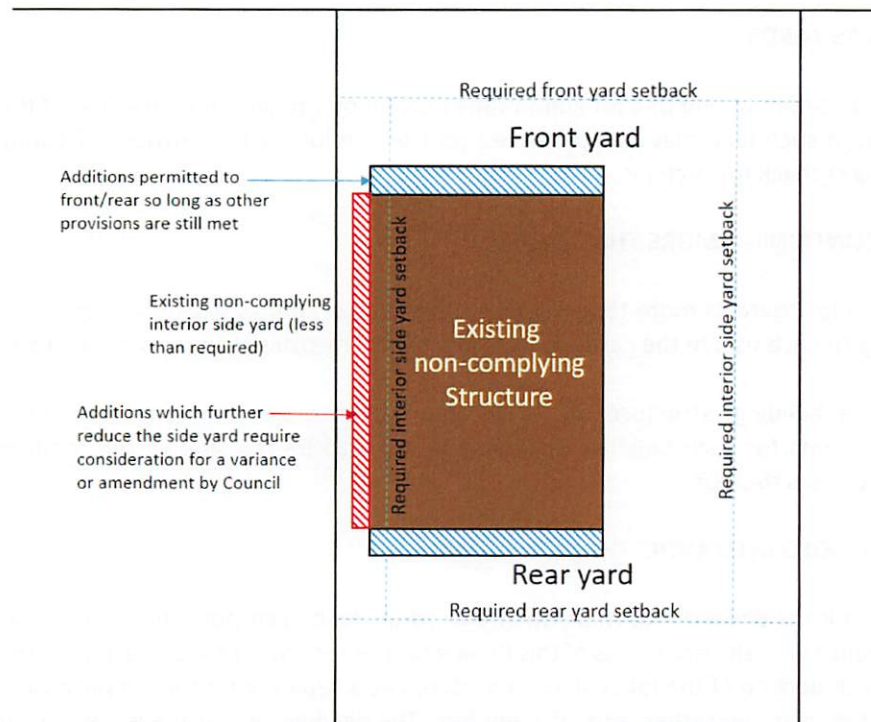 Required front yard setback
Front yard
Additions permitted to
front/rear so long as other
provisions are still met
Existing non-complying
interior side yard (less
than required)
Additions which further
reduce the side yard require
consideration for a variance
or amendment by Council
Required interior side yard setback
Existing
non-complying
Structure
Required interior side yard setback
Rear yard
Required rear yard setback